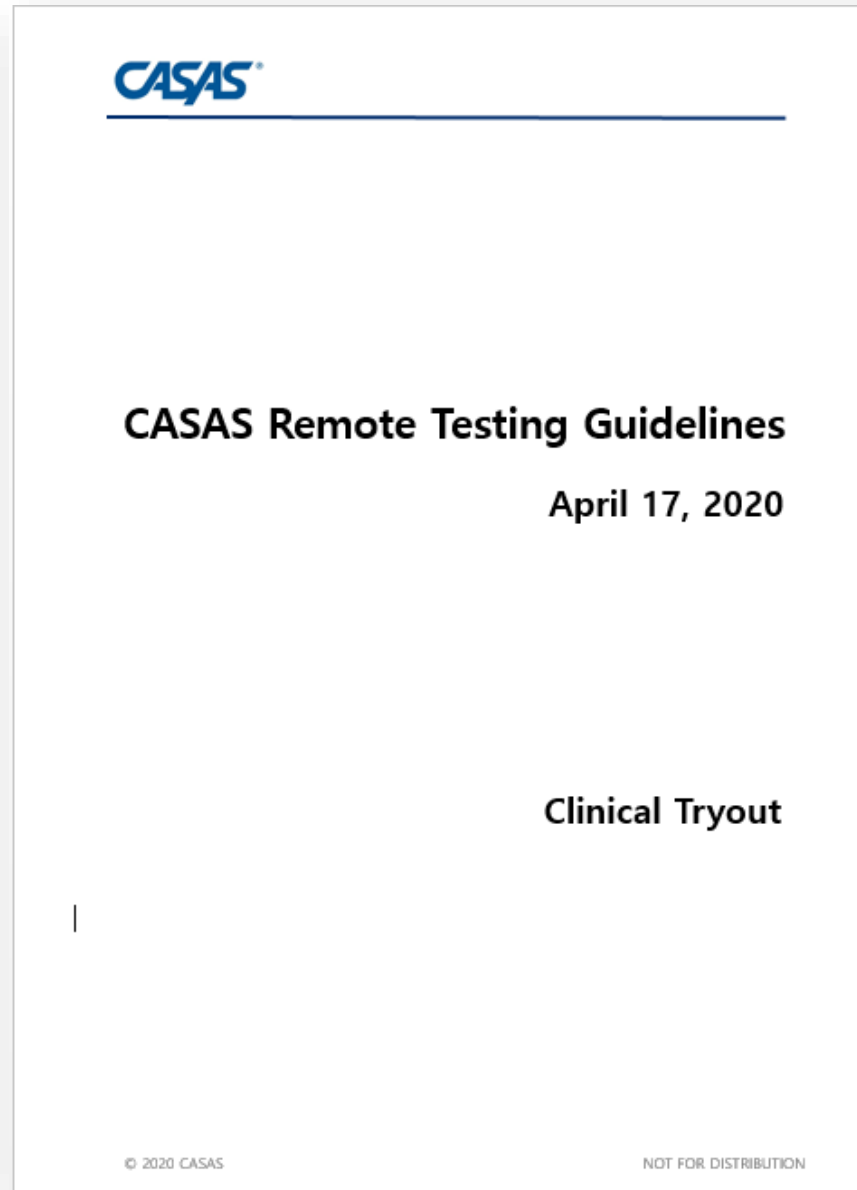 CASAS®
CASAS Remote Testing Guidelines
April 17, 2020
Clinical Tryout
© 2020 CASAS
NOT FOR DISTRIBUTION